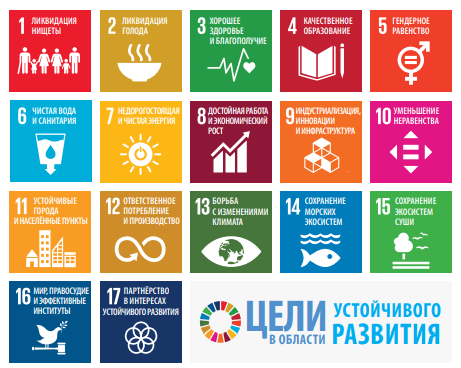 1 ЛИКВИДАЦИЯ
НИЩЕТЫ
2 ЛИКВИДАЦИЯ
ГОЛОДА
3 ХОРОШЕЕ
ЗДОРОВЬЕ
И БЛАГОПОЛУЧИЕ
4 КАЧЕСТВЕННОЕ
ОБРАЗОВАНИЕ
5 ГЕНДЕРНОЕ
РАВЕНСТВО
6 ЧИСТАЯ ВОДА
И САНИТАРИЯ
7 НЕДОРОГОСТОЯЩАЯ
И ЧИСТАЯ ЭНЕРГИЯ
8 ДОСТОЙНАЯ РАБОТА
И ЭКОНОМИЧЕСКИЙ
РОСТ
9 ИНДУСТРИАЛИЗАЦИЯ,
ИННОВАЦИИ
И ИНФРАСТРУКТУРА
10 УМЕНЬШЕНИЕ
НЕРАВЕНСТВА
11 УСТОЙЧИВЫЕ
ГОРОДА
И НАСЕЛЕННЫЕ ПУНКТЫ
12 ОТВЕТСТВЕННОЕ
ПОТРЕБЛЕНИЕ
И ПРОИЗВОДСТВО
13 БОРЬБА
С ИЗМЕНЕНИЯМИ
КЛИМАТА
14 СОХРАНЕНИЕ
МОРСКИХ
ЭКОСИСТЕМ
15 СОХРАНЕНИЕ
ЭКОСИСТЕМ
СУШИ
16 МИР, ПРАВОСУДИЕ
И ЭФФЕКТИВНЫЕ
ИНСТИТУТЫ
17 ПАРТНЁРСТВО
В ИНТЕРЕСАХ
УСТОЙЧИВОГО РАЗВИТИЯ
ЦЕЛИ
В ОБЛАСТИ
УСТОЙЧИВОГО
РАЗВИТИЯ